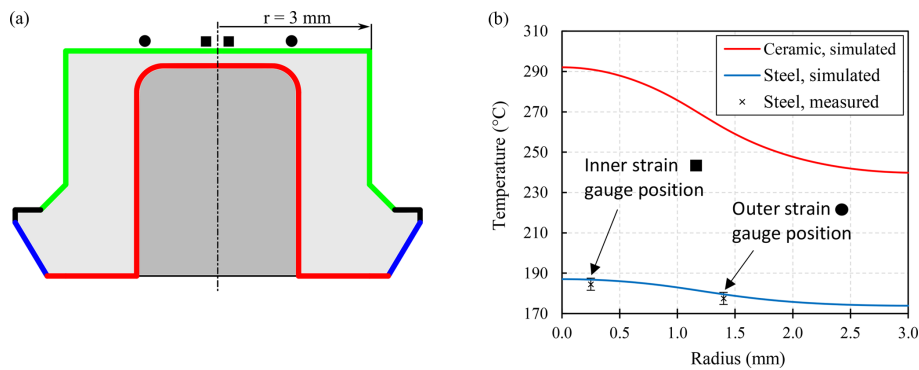 (a)
r = 3 mm
(b)
Temperature (°C)
310
290
270
250
230
210
190
170
Ceramic, simulated
Steel, simulated
Steel, measured
Inner strain
gauge position
Outer strain
gauge position
0.0 0.5 1.0 1.5 2.0 2.5 3.0
Radius (mm)